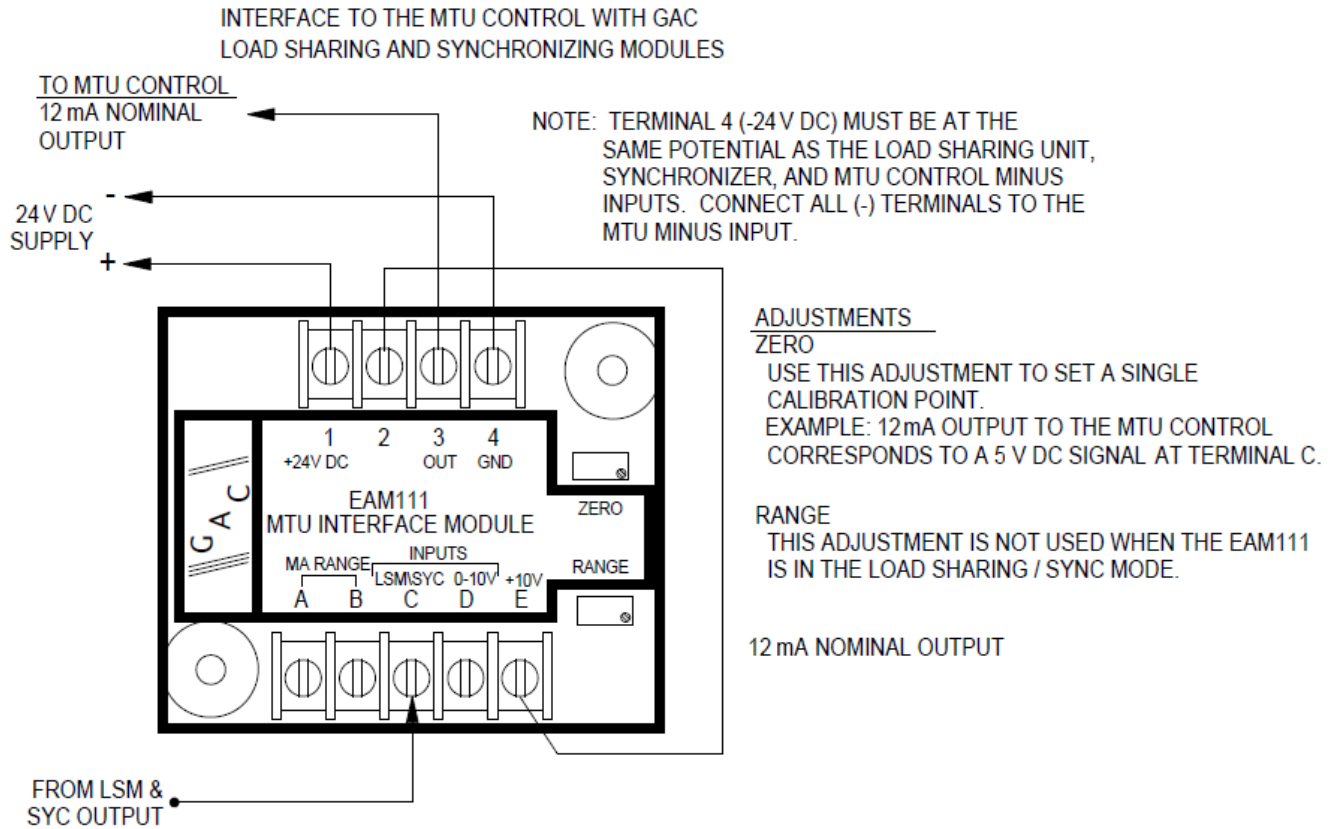 INTERFACE TO THE MTU CONTROL WITH GAC
LOAD SHARING AND SYNCHRONIZING MODULES
TO MTU CONTROL
12 mA NOMINAL
OUTPUT
NOTE: TERMINAL 4 (-24 V DC) MUST BE AT THE
SAME POTENTIAL AS THE LOAD SHARING UNIT,
SYNCHRONIZER, AND MTU CONTROL MINUS
INPUTS. CONNECT ALL (-) TERMINALS TO THE
MTU MINUS INPUT.
-
24 V DC
SUPPLY
+
1 2 3 4
+24V DC OUT GND
EAM111
MTU INTERFACE MODULE
GAC
INPUTS
MA RANGE LSM\SYC 0-10V +10V
A B C D E
ZERO
RANGE
ADJUSTMENTS
ZERO
USE THIS ADJUSTMENT TO SET A SINGLE
CALIBRATION POINT.
EXAMPLE: 12mA OUTPUT TO THE MTU CONTROL
CORRESPONDS TO A 5 V DC SIGNAL AT TERMINAL C.
RANGE
THIS ADJUSTMENT IS NOT USED WHEN THE EAM111
IS IN THE LOAD SHARING / SYNC MODE.
12 mA NOMINAL OUTPUT
FROM LSM &
SYC OUTPUT